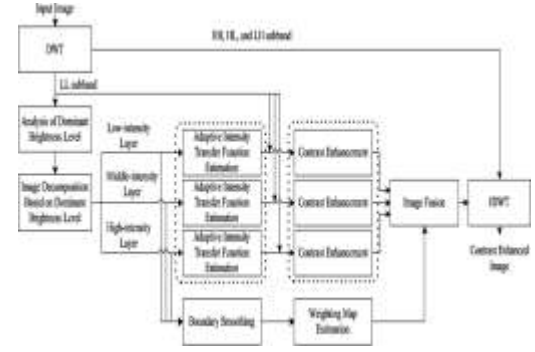 Input Image
DWT
HH, HL, and LH subband
LL subband
Analysis of Dominant
Brightness Level
Image Decomposition
Based on Dominant
Brightness Level
Low-intensity
Layer
Middle-intensity
Layer
High-intensity
Layer
Adaptive Intensity
Transfer Function
Estimation
Adaptive Intensity
Transfer Function
Estimation
Adaptive Intensity
Transfer Function
Estimation
Contrast Enhancement
Contrast Enhancement
Contrast Enhancement
Image Fusion
IDWT
Contrast Enhanced
Image
Boundary Smoothing
Weighting Map
Estimation